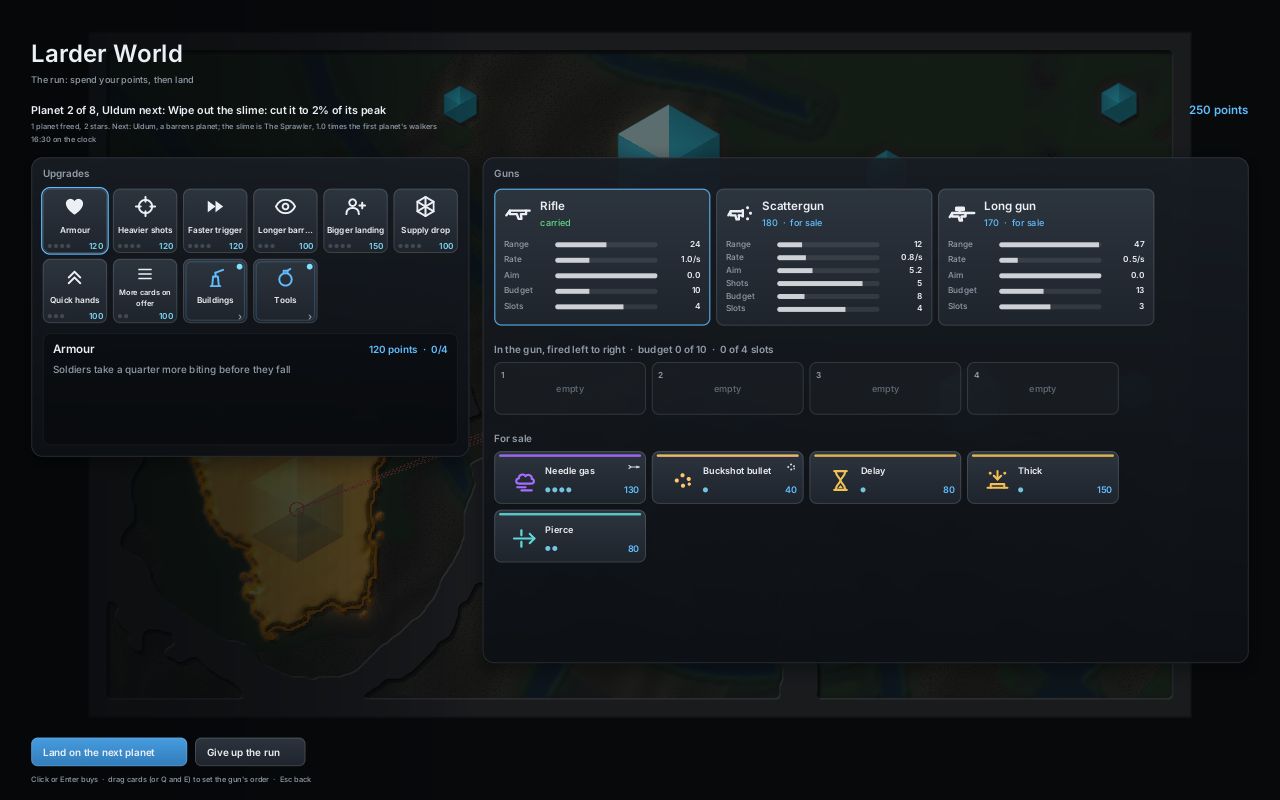 Larder World
The run: spend your points, then land
Planet 2 of 8, Uldum next: Wipe out the slime: cut it to 2% of its peak
250 points
1 planet freed, 2 stars. Next: Uldum, a barrens planet; the slime is The Sprawler, 1.0 times the first planet's walkers
16:30 on the clock
Upgrades
Armour
120
Heavier shots
120
Faster trigger
120
Longer barr...
100
Bigger landing
150
Supply drop
100
Quick hands
100
More cards on
offer
100
Buildings
Tools
Armour
120 points · 0/4
Soldiers take a quarter more biting before they fall
Guns
Rifle
carried
Range 24
Rate 1.0/s
Aim 0.0
Budget 10
Slots 4
Scattergun
180 · for sale
Range 12
Rate 0.8/s
Aim 5.2
Shots 5
Budget 8
Slots 4
Long gun
170 · for sale
Range 47
Rate 0.5/s
Aim 0.0
Budget 13
Slots 3
In the gun, fired left to right · budget 0 of 10 · 0 of 4 slots
1
empty
2
empty
3
empty
4
empty
For sale
Needle gas
130
Buckshot bullet
40
Delay
80
Thick
150
Pierce
80
Land on the next planet
Give up the run
Click or Enter buys · drag cards (or Q and E) to set the gun's order · Esc back